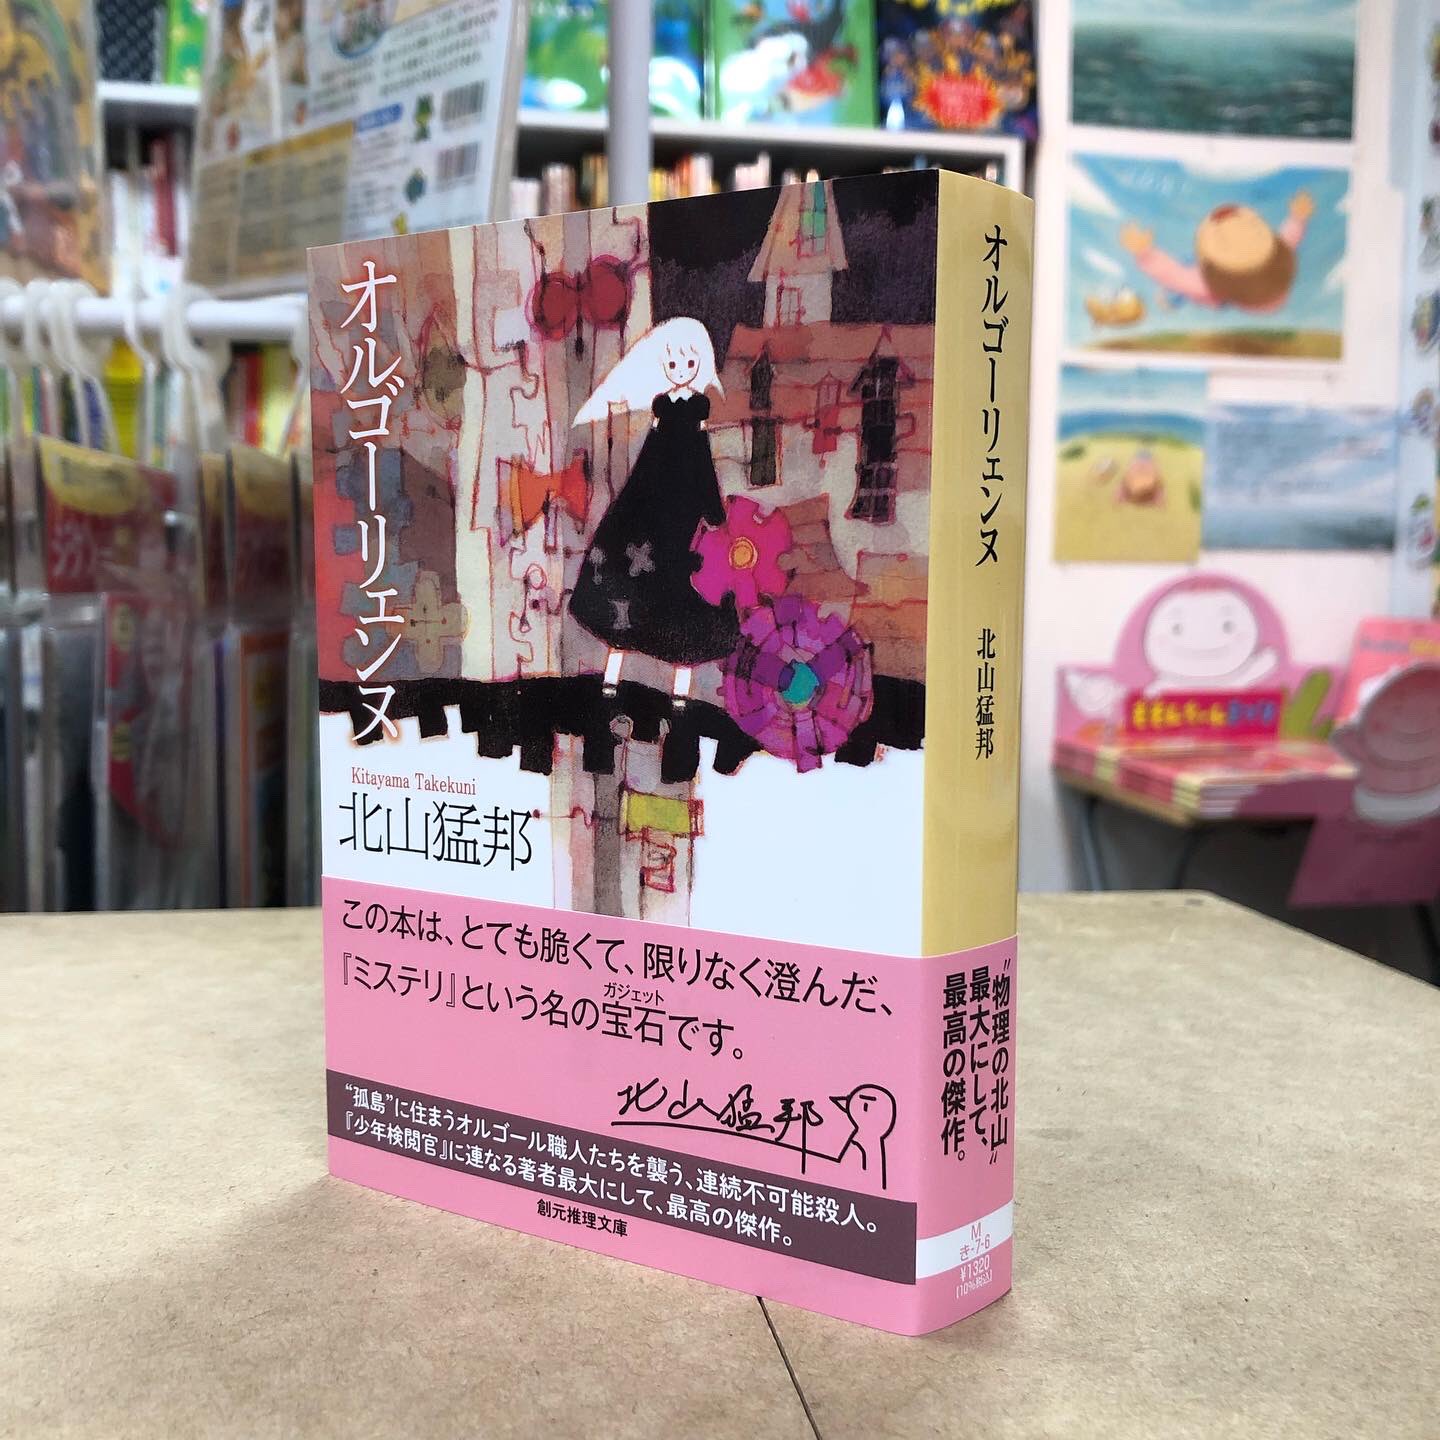 オルゴーリェンヌ
Kitayama Takekuni
北山猛邦
この本は、とても脆くて、限りなく澄んだ、
『ミステリ』という名の宝石です。
ガジェット
北山猛邦
“孤島”に住まうオルゴール職人たちを襲う、連続不可能殺人。
『少年検閲官』に連なる著者最大にして、最高の傑作。
創元推理文庫
オルゴーリェンヌ
北山猛邦
“物理の北山”
最大にして、
最高の傑作。
M
き-7-6
¥1320
[10%税込]